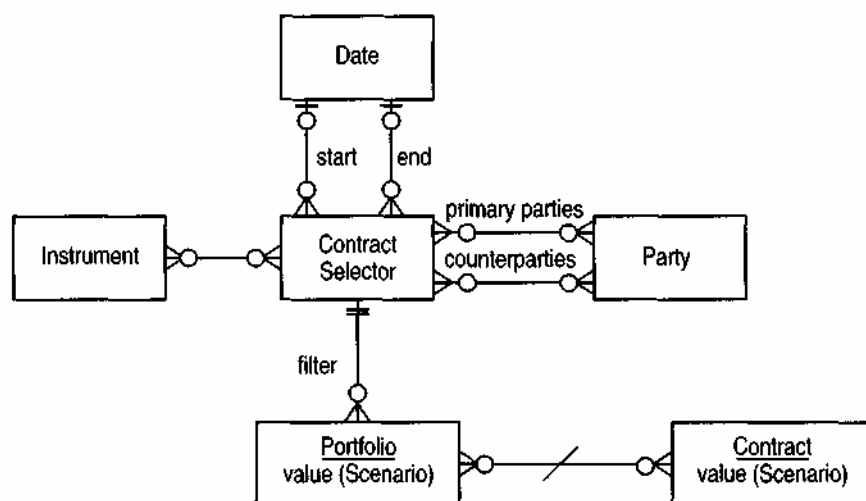 Date
start
end
primary parties
Instrument
Contract
Selector
counterparties
Party
filter
Portfolio
value (Scenario)
Contract
value (Scenario)